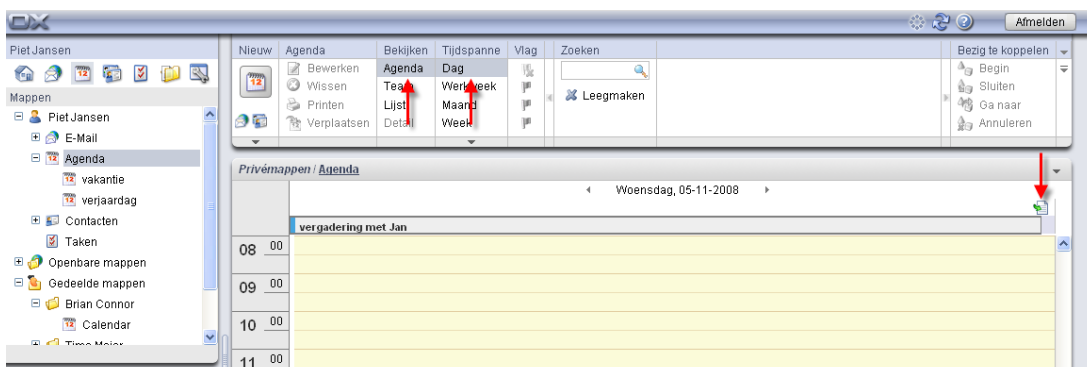 OX
Afmelden
Piet Jansen
Mappen
Piet Jansen
E-Mail
Agenda
vakantie
verjaardag
Contacten
Taken
Openbare mappen
Gedeelde mappen
Brian Connor
Calendar
Nieuw Agenda Bekijken Tijdspanne Vlag Zoeken Bezig te koppelen
Bewerken Agenda Dag Begin
Wissen Team Werkweek Leegmaken Sluiten
Printen Lijst Maand Ga naar
Verplaatsen Detail Week Annuleren
Privémappen / Agenda
Woensdag, 05-11-2008
vergadering met Jan
08 00
09 00
10 00
11 00